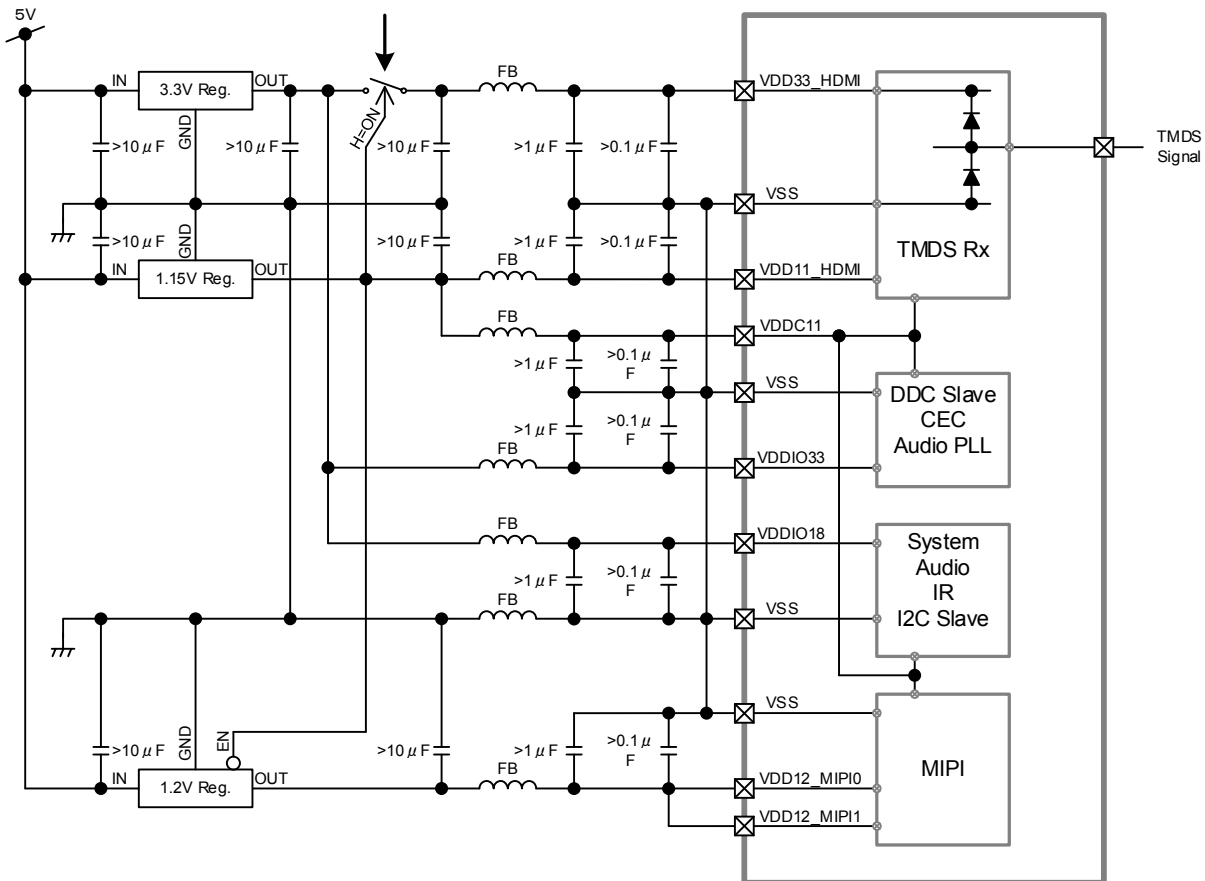 5V
IN
3.3V Reg.
OUT
FB
VDD33_HDMI
GND
H=ON
>10μF
>10μF
>10μF
>1μF
>0.1μF
TMDS
Signal
VSS
GND
>10μF
>10μF
>1μF
>0.1μF
TMDS Rx
IN
1.15V Reg.
OUT
FB
VDD11_HDMI
FB
VDDC11
>1μF
>0.1μ
F
VSS
DDC Slave
CEC
Audio PLL
>1μF
>0.1μ
F
FB
VDDIO33
FB
VDDIO18
System
Audio
IR
I2C Slave
>1μF
>0.1μ
F
FB
VSS
VSS
GND
EN
>10μF
>10μF
>1μF
>0.1μ
F
MIPI
IN
1.2V Reg.
OUT
FB
VDD12_MIPI0
VDD12_MIPI1